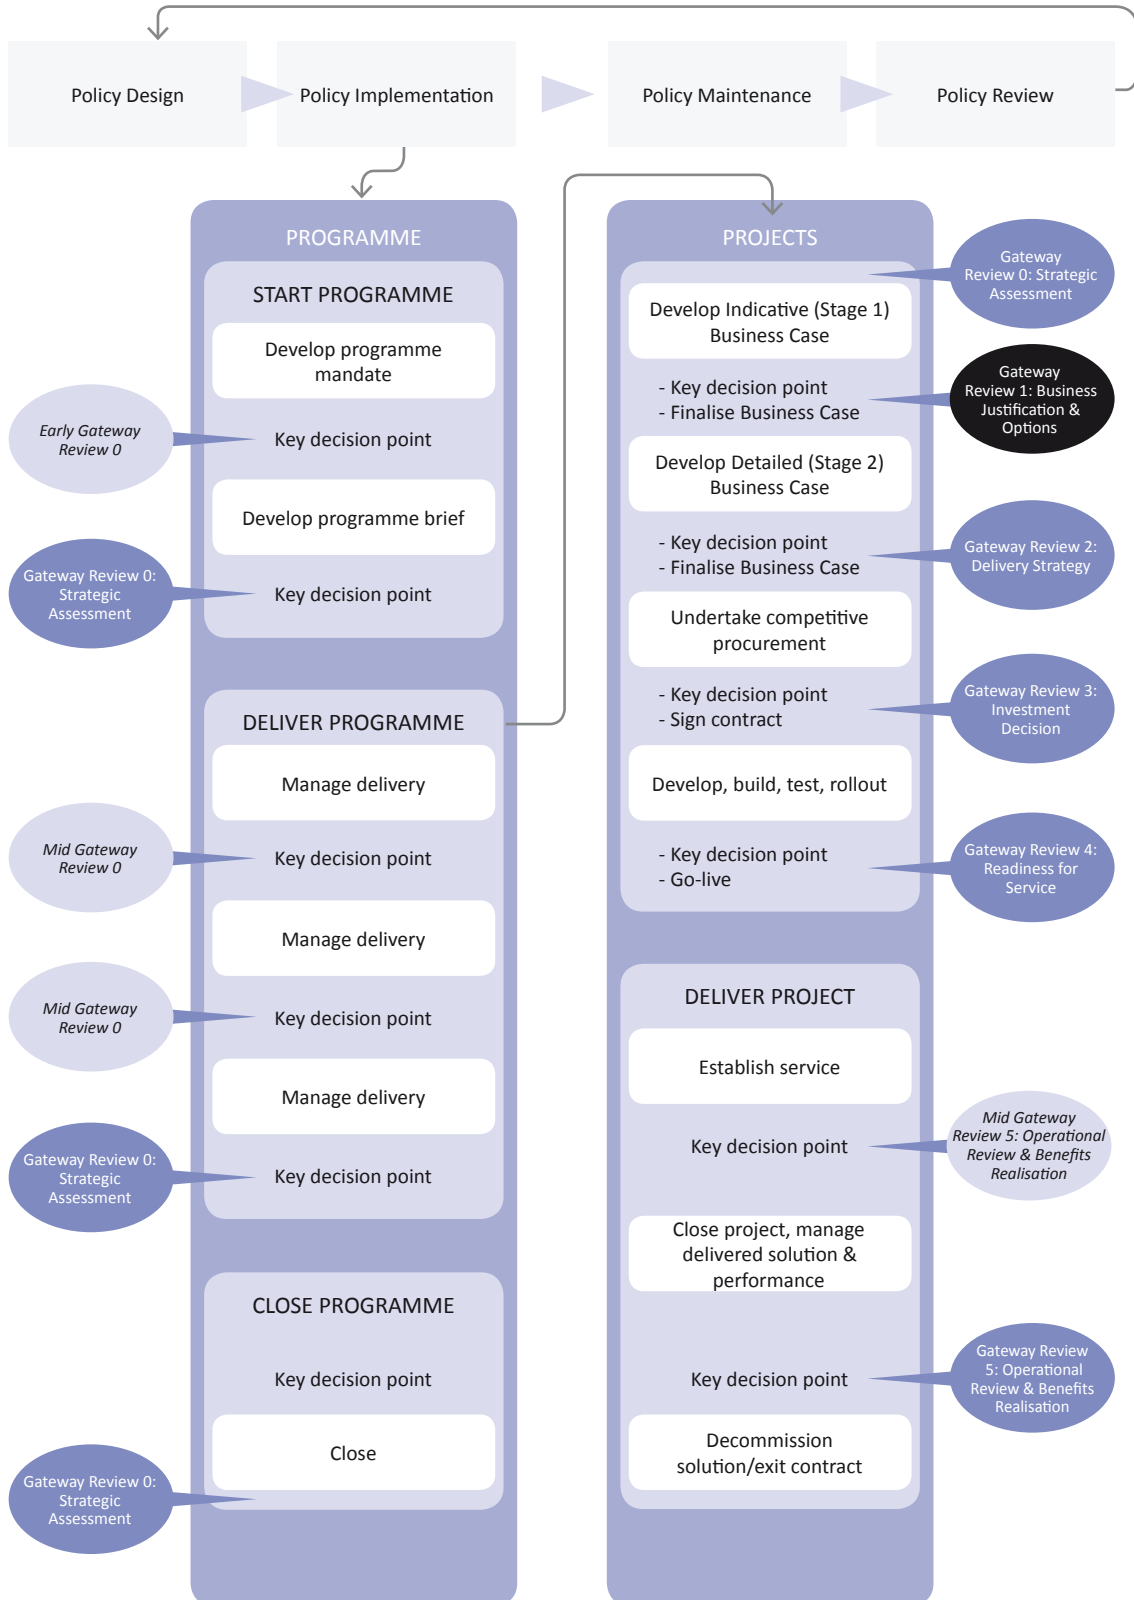 Policy Design
Policy Implementation
Policy Maintenance
Policy Review
PROGRAMME
START PROGRAMME
Develop programme
mandate
Early Gateway
Review 0
Key decision point
Develop programme brief
Gateway Review 0:
Strategic
Assessment
Key decision point
DELIVER PROGRAMME
Manage delivery
Mid Gateway
Review 0
Key decision point
Manage delivery
Mid Gateway
Review 0
Key decision point
Manage delivery
Gateway Review 0:
Strategic
Assessment
Key decision point
CLOSE PROGRAMME
Key decision point
Close
Gateway Review 0:
Strategic
Assessment
PROJECTS
Gateway
Review 0: Strategic
Assessment
Develop Indicative (Stage 1)
Business Case
- Key decision point
- Finalise Business Case
Gateway
Review 1: Business
Justification &
Options
Develop Detailed (Stage 2)
Business Case
- Key decision point
- Finalise Business Case
Gateway Review 2:
Delivery Strategy
Undertake competitive
procurement
- Key decision point
- Sign contract
Gateway Review 3:
Investment
Decision
Develop, build, test, rollout
- Key decision point
- Go-live
Gateway Review 4:
Readiness for
Service
DELIVER PROJECT
Establish service
Key decision point
Mid Gateway
Review 5: Operational
Review & Benefits
Realisation
Close project, manage
delivered solution &
performance
Key decision point
Gateway Review
5: Operational
Review & Benefits
Realisation
Decommission
solution/exit contract